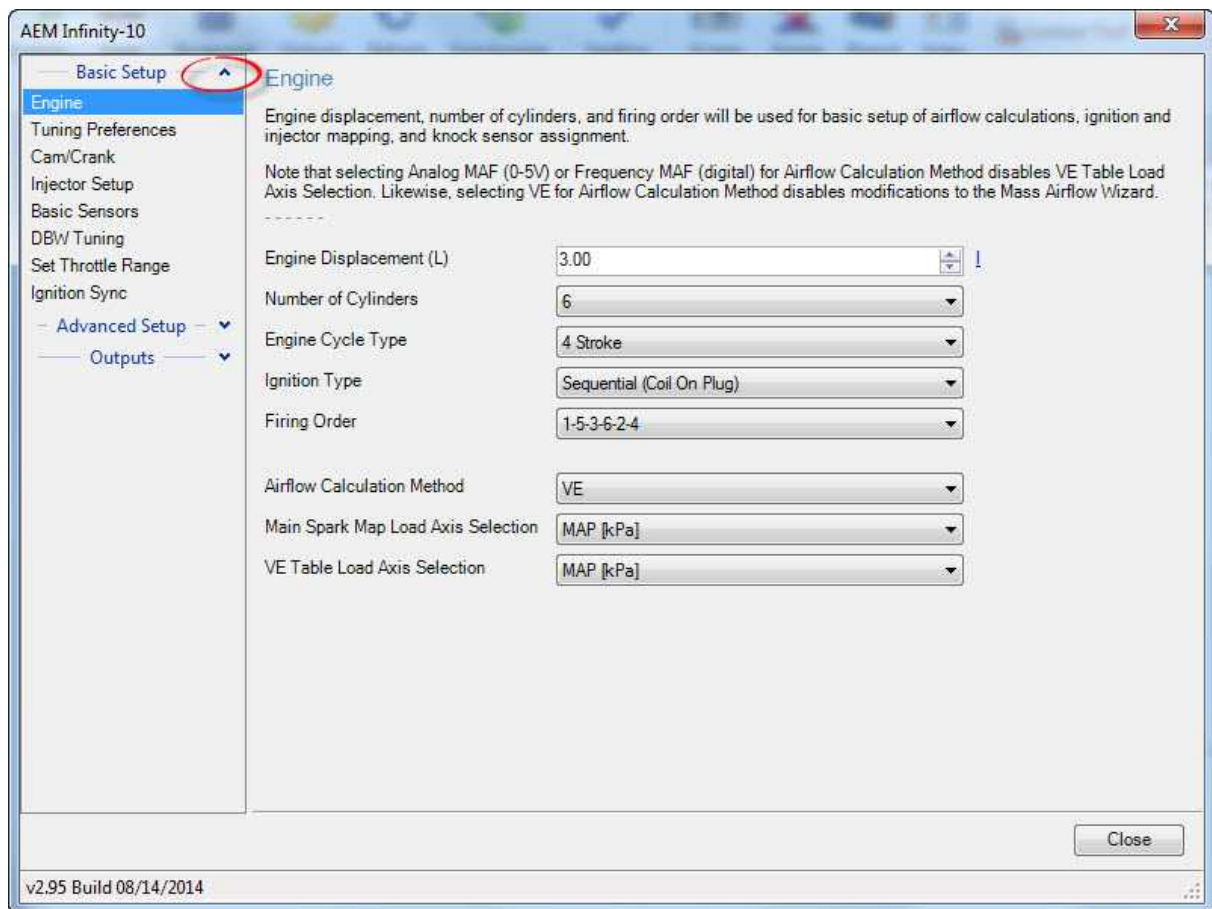 AEM Infinity-10
Basic Setup
Engine
Tuning Preferences
Cam/Crank
Injector Setup
Basic Sensors
DBW Tuning
Set Throttle Range
Ignition Sync
Advanced Setup
Outputs
Engine
Engine displacement, number of cylinders, and firing order will be used for basic setup of airflow calculations, ignition and
injector mapping, and knock sensor assignment.
Note that selecting Analog MAF (0-5V) or Frequency MAF (digital) for Airflow Calculation Method disables VE Table Load
Axis Selection. Likewise, selecting VE for Airflow Calculation Method disables modifications to the Mass Airflow Wizard.
- - - - - -
Engine Displacement (L) 3.00 l
Number of Cylinders 6
Engine Cycle Type 4 Stroke
Ignition Type Sequential (Coil On Plug)
Firing Order 1-5-3-6-2-4
Airflow Calculation Method VE
Main Spark Map Load Axis Selection MAP [kPa]
VE Table Load Axis Selection MAP [kPa]
Close
v2.95 Build 08/14/2014